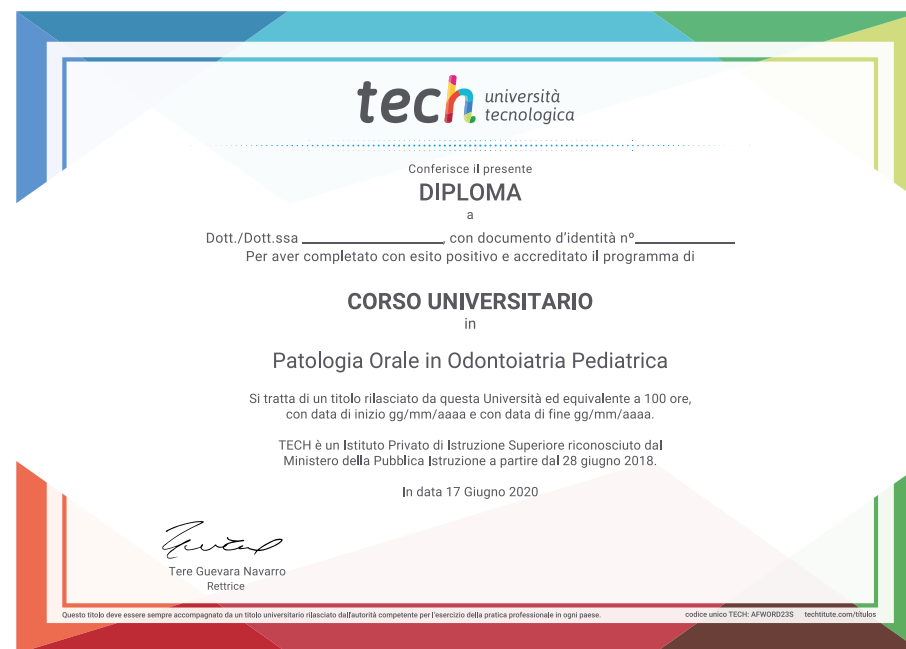 tech università
tecnologica
Conferisce il presente
DIPLOMA
a
Dott./Dott.ssa ____________________, con documento d'identità nº______________
Per aver completato con esito positivo e accreditato il programma di
CORSO UNIVERSITARIO
in
Patologia Orale in Odontoiatria Pediatrica
Si tratta di un titolo rilasciato da questa Università ed equivalente a 100 ore,
con data di inizio gg/mm/aaaa e con data di fine gg/mm/aaaa.
TECH è un Istituto Privato di Istruzione Superiore riconosciuto dal
Ministero della Pubblica Istruzione a partire dal 28 giugno 2018.
In data 17 Giugno 2020
Tere Guevara Navarro
Rettrice
Questo titolo deve essere sempre accompagnato da un titolo universitario rilasciato dall'autorità competente per l'esercizio della pratica professionale in ogni paese.
codice unico TECH: AFWORD23S techtitute.com/titulos